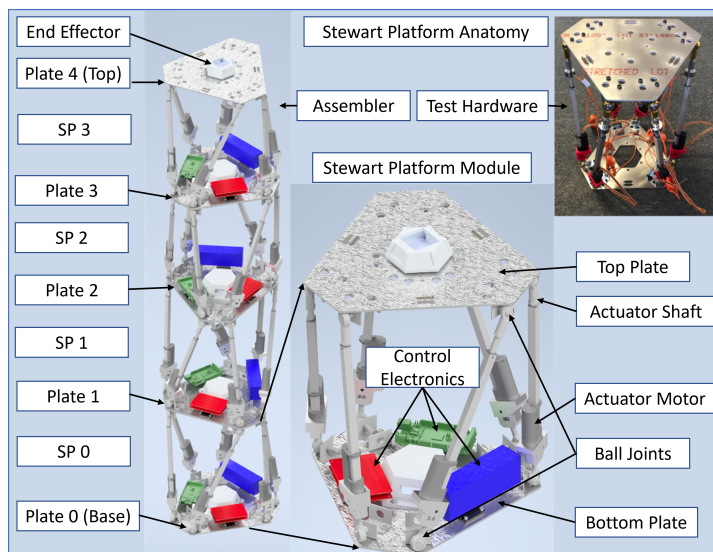 End Effector
Stewart Platform Anatomy
Plate 4 (Top)
Assembler
Test Hardware
SP 3
Stewart Platform Module
Plate 3
SP 2
Top Plate
Plate 2
Actuator Shaft
SP 1
Control
Electronics
Plate 1
Actuator Motor
SP 0
Ball Joints
Plate 0 (Base)
Bottom Plate